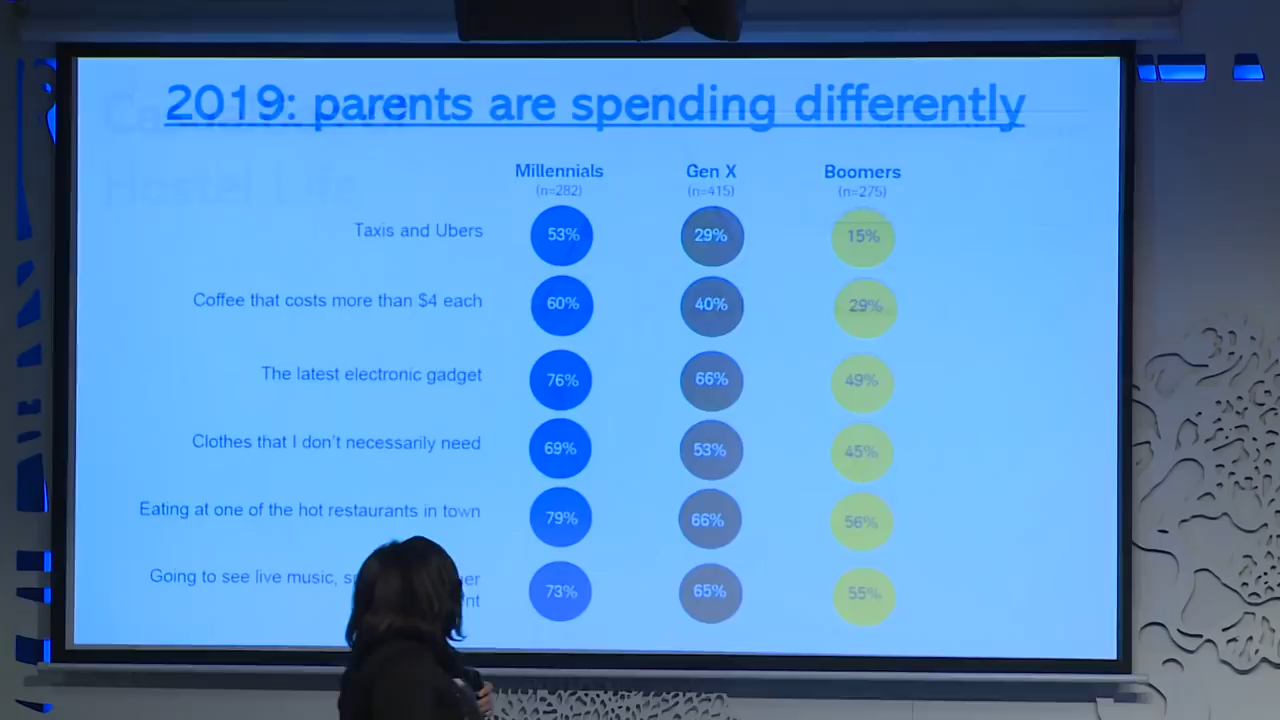 2019: parents are spending differently
Hostel Life
Millennials Gen X Boomers
(n=282) (n=415) (n=275)
Taxis and Ubers 53% 29% 15%
Coffee that costs more than $4 each 60% 40% 29%
The latest electronic gadget 76% 66% 49%
Clothes that I don't necessarily need 69% 53% 45%
Eating at one of the hot restaurants in town 79% 66% 56%
Going to see live music, 73% 65% 55%